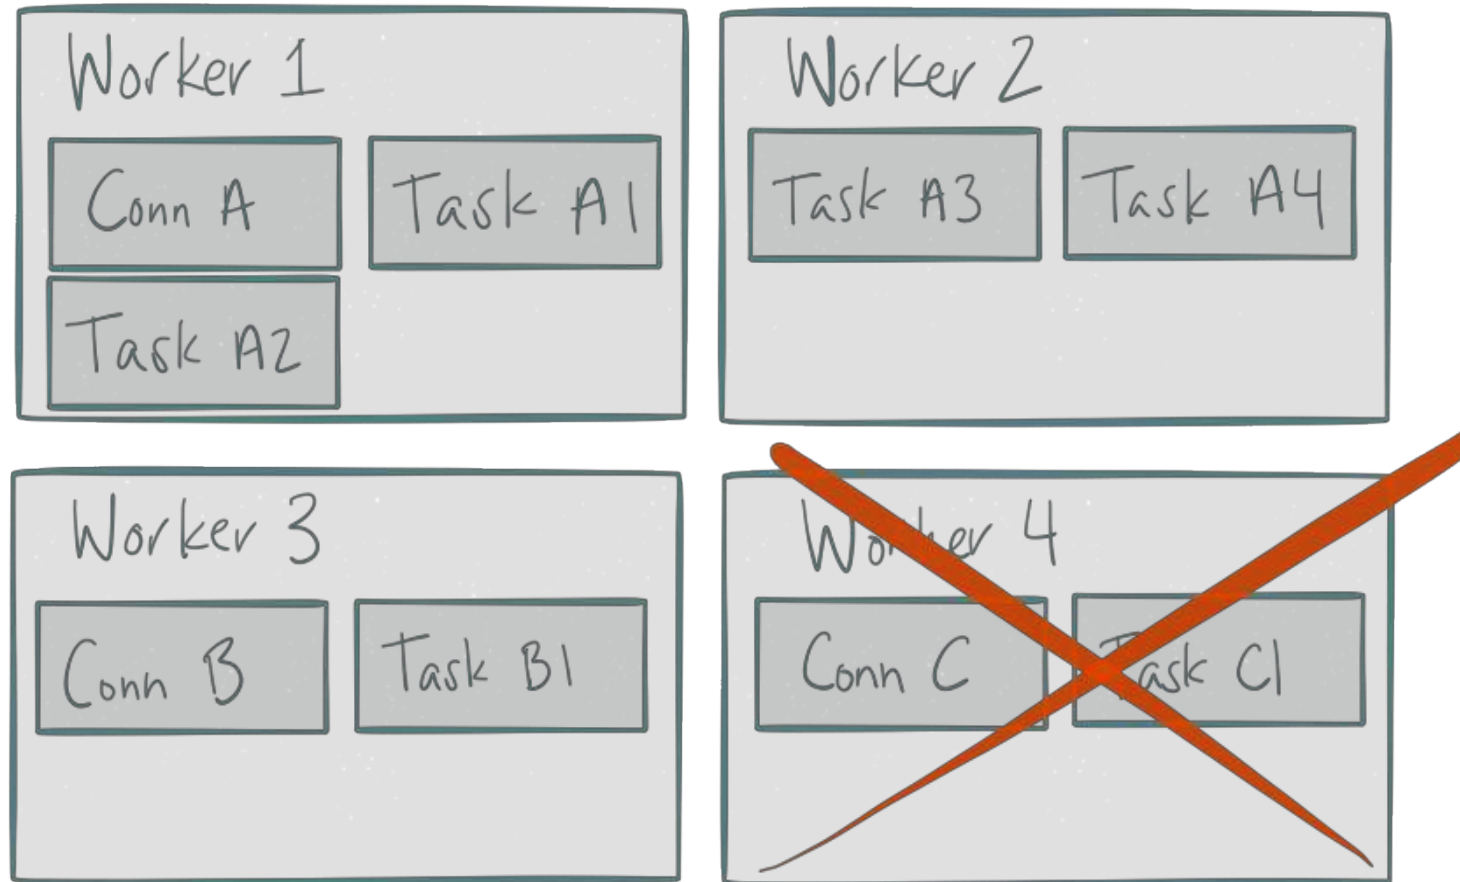 Worker 1
Conn A
Task A1
Task A2
Worker 2
Task A3
Task A4
Worker 3
Conn B
Task B1
Worker 4
Conn C
Task C1